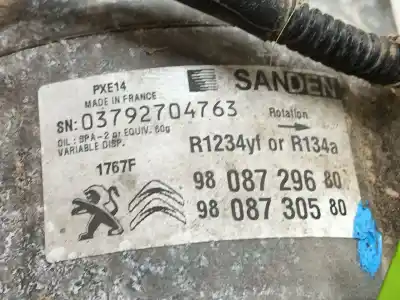 PXE14
MADE IN FRANCE
SANDEN
SN: 03792704763
OIL: SPA-2 or EQUIV. 60g
VARIABLE DISP.
Rotation
R1234yf or R134a
1767F
98 087 296 80
98 087 305 80